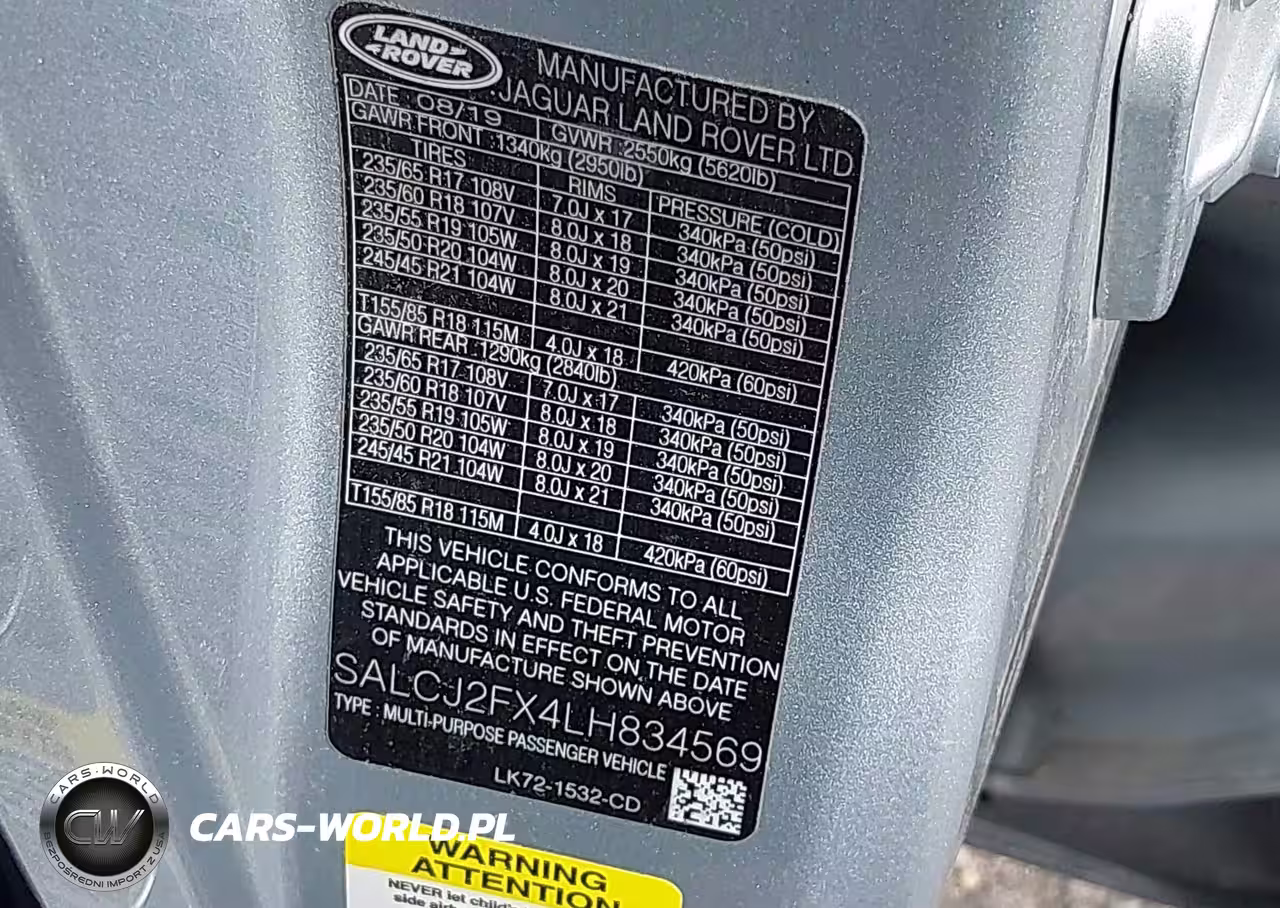 LAND ROVER
MANUFACTURED BY
JAGUAR LAND ROVER LTD
DATE : 08/19 GVWR :2550kg (5620lb)
GAWR FRONT : 1340kg (2950lb)
TIRES RIMS PRESSURE (COLD)
235/65 R17 108V 7.0J x 17 340kPa (50psi)
235/60 R18 107V 8.0J x 18 340kPa (50psi)
235/55 R19 105W 8.0J x 19 340kPa (50psi)
235/50 R20 104W 8.0J x 20 340kPa (50psi)
245/45 R21 104W 8.0J x 21 340kPa (50psi)
T155/85 R18 115M 4.0J x 18 420kPa (60psi)
GAWR REAR : 1290kg (2840lb)
235/65 R17 108V 7.0J x 17 340kPa (50psi)
235/60 R18 107V 8.0J x 18 340kPa (50psi)
235/55 R19 105W 8.0J x 19 340kPa (50psi)
235/50 R20 104W 8.0J x 20 340kPa (50psi)
245/45 R21 104W 8.0J x 21 340kPa (50psi)
T155/85 R18 115M 4.0J x 18 420kPa (60psi)
THIS VEHICLE CONFORMS TO ALL
APPLICABLE U.S. FEDERAL MOTOR
VEHICLE SAFETY AND THEFT PREVENTION
STANDARDS IN EFFECT ON THE DATE
OF MANUFACTURE SHOWN ABOVE
SALCJ2FX4LH834569
TYPE : MULTI-PURPOSE PASSENGER VEHICLE
LK72-1532-CD
CARS-WORLD
CW
BEZPOŚREDNI IMPORT Z USA
CARS-WORLD.PL
WARNING
ATTENTION
NEVER let
side